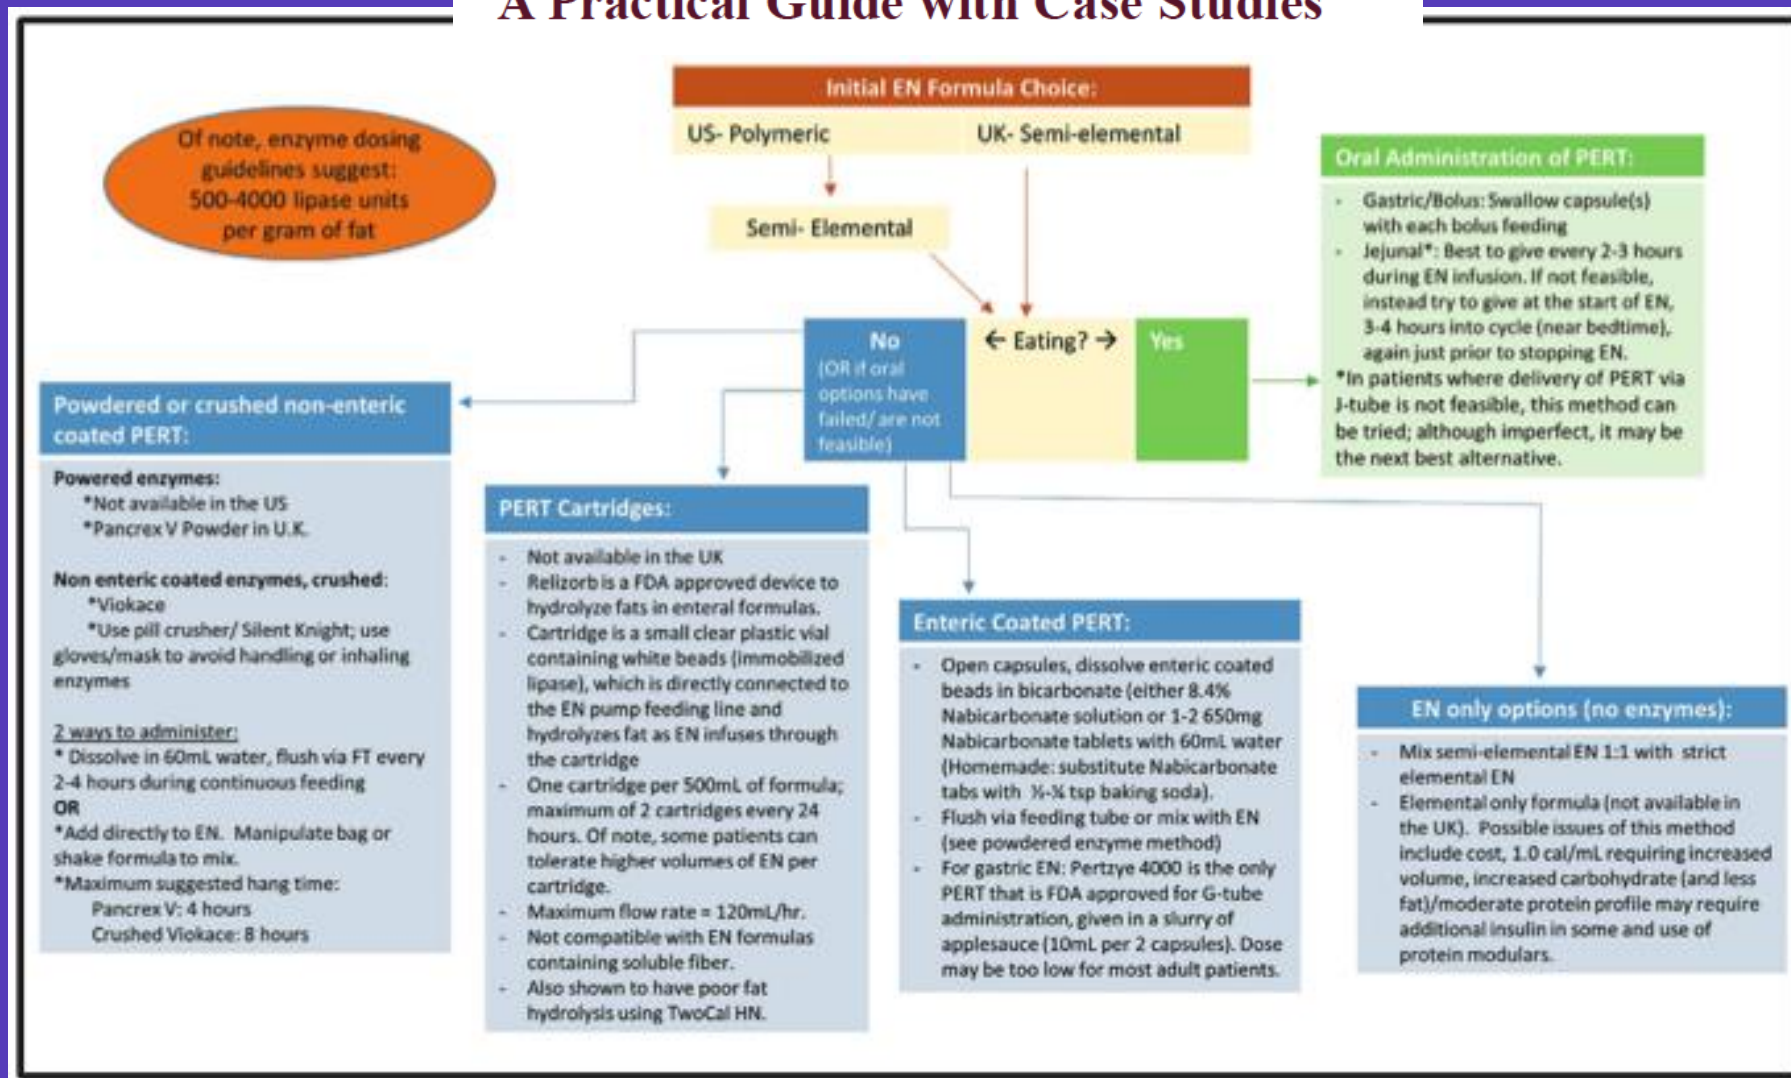 A Practical Guide with Case Studies
Of note, enzyme dosing
guidelines suggest:
500-4000 lipase units
per gram of fat
Initial EN Formula Choice:
US- Polymeric
UK- Semi-elemental
Semi- Elemental
No
(OR if oral
options have
failed/ are not
feasible)
← Eating? →
Yes
Oral Administration of PERT:
- Gastric/Bolus: Swallow capsule(s)
with each bolus feeding
- Jejunal*: Best to give every 2-3 hours
during EN infusion. If not feasible,
instead try to give at the start of EN,
3-4 hours into cycle (near bedtime),
again just prior to stopping EN.
*In patients where delivery of PERT via
J-tube is not feasible, this method can
be tried; although imperfect, it may be
the next best alternative.
Powdered or crushed non-enteric
coated PERT:
Powered enzymes:
*Not available in the US
*Pancrex V Powder in U.K.
Non enteric coated enzymes, crushed:
*Viokace
*Use pill crusher/ Silent Knight; use
gloves/mask to avoid handling or inhaling
enzymes
2 ways to administer:
* Dissolve in 60mL water, flush via FT every
2-4 hours during continuous feeding
OR
*Add directly to EN. Manipulate bag or
shake formula to mix.
*Maximum suggested hang time:
Pancrex V: 4 hours
Crushed Viokace: 8 hours
PERT Cartridges:
- Not available in the UK
- Relizorb is a FDA approved device to
hydrolyze fats in enteral formulas.
- Cartridge is a small clear plastic vial
containing white beads (immobilized
lipase), which is directly connected to
the EN pump feeding line and
hydrolyzes fat as EN infuses through
the cartridge
- One cartridge per 500mL of formula;
maximum of 2 cartridges every 24
hours. Of note, some patients can
tolerate higher volumes of EN per
cartridge.
- Maximum flow rate = 120mL/hr.
- Not compatible with EN formulas
containing soluble fiber.
- Also shown to have poor fat
hydrolysis using TwoCal HN.
Enteric Coated PERT:
- Open capsules, dissolve enteric coated
beads in bicarbonate (either 8.4%
Nabicarbonate solution or 1-2 650mg
Nabicarbonate tablets with 60mL water
(Homemade: substitute Nabicarbonate
tabs with tsp baking soda).
- Flush via feeding tube or mix with EN
(see powdered enzyme method)
- For gastric EN: Pertzye 4000 is the only
PERT that is FDA approved for G-tube
administration, given in a slurry of
applesauce (10mL per 2 capsules). Dose
may be too low for most adult patients.
EN only options (no enzymes):
- Mix semi-elemental EN 1:1 with strict
elemental EN
- Elemental only formula (not available in
the UK). Possible issues of this method
include cost, 1.0 cal/mL requiring increased
volume, increased carbohydrate (and less
fat)/moderate protein profile may require
additional insulin in some and use of
protein modulars.